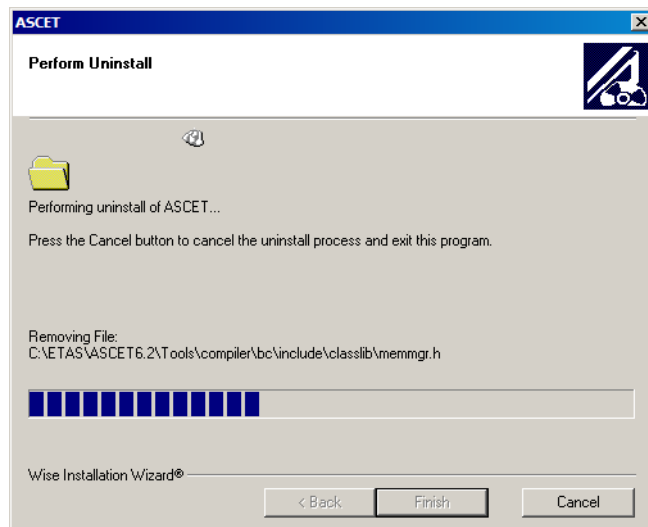 ASCET
Perform Uninstall
Performing uninstall of ASCET...
Press the Cancel button to cancel the uninstall process and exit this program.
Removing File:
C:\ETAS\ASCET6.2\Tools\compiler\bc\include\classlib\memmgr.h
Wise Installation Wizard®
< Back
Finish
Cancel